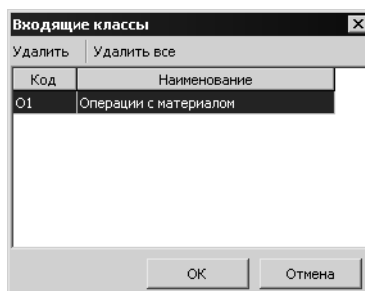 Входящие классы
Удалить Удалить все
Код Наименование
О1 Операции с материалом
ОК Отмена